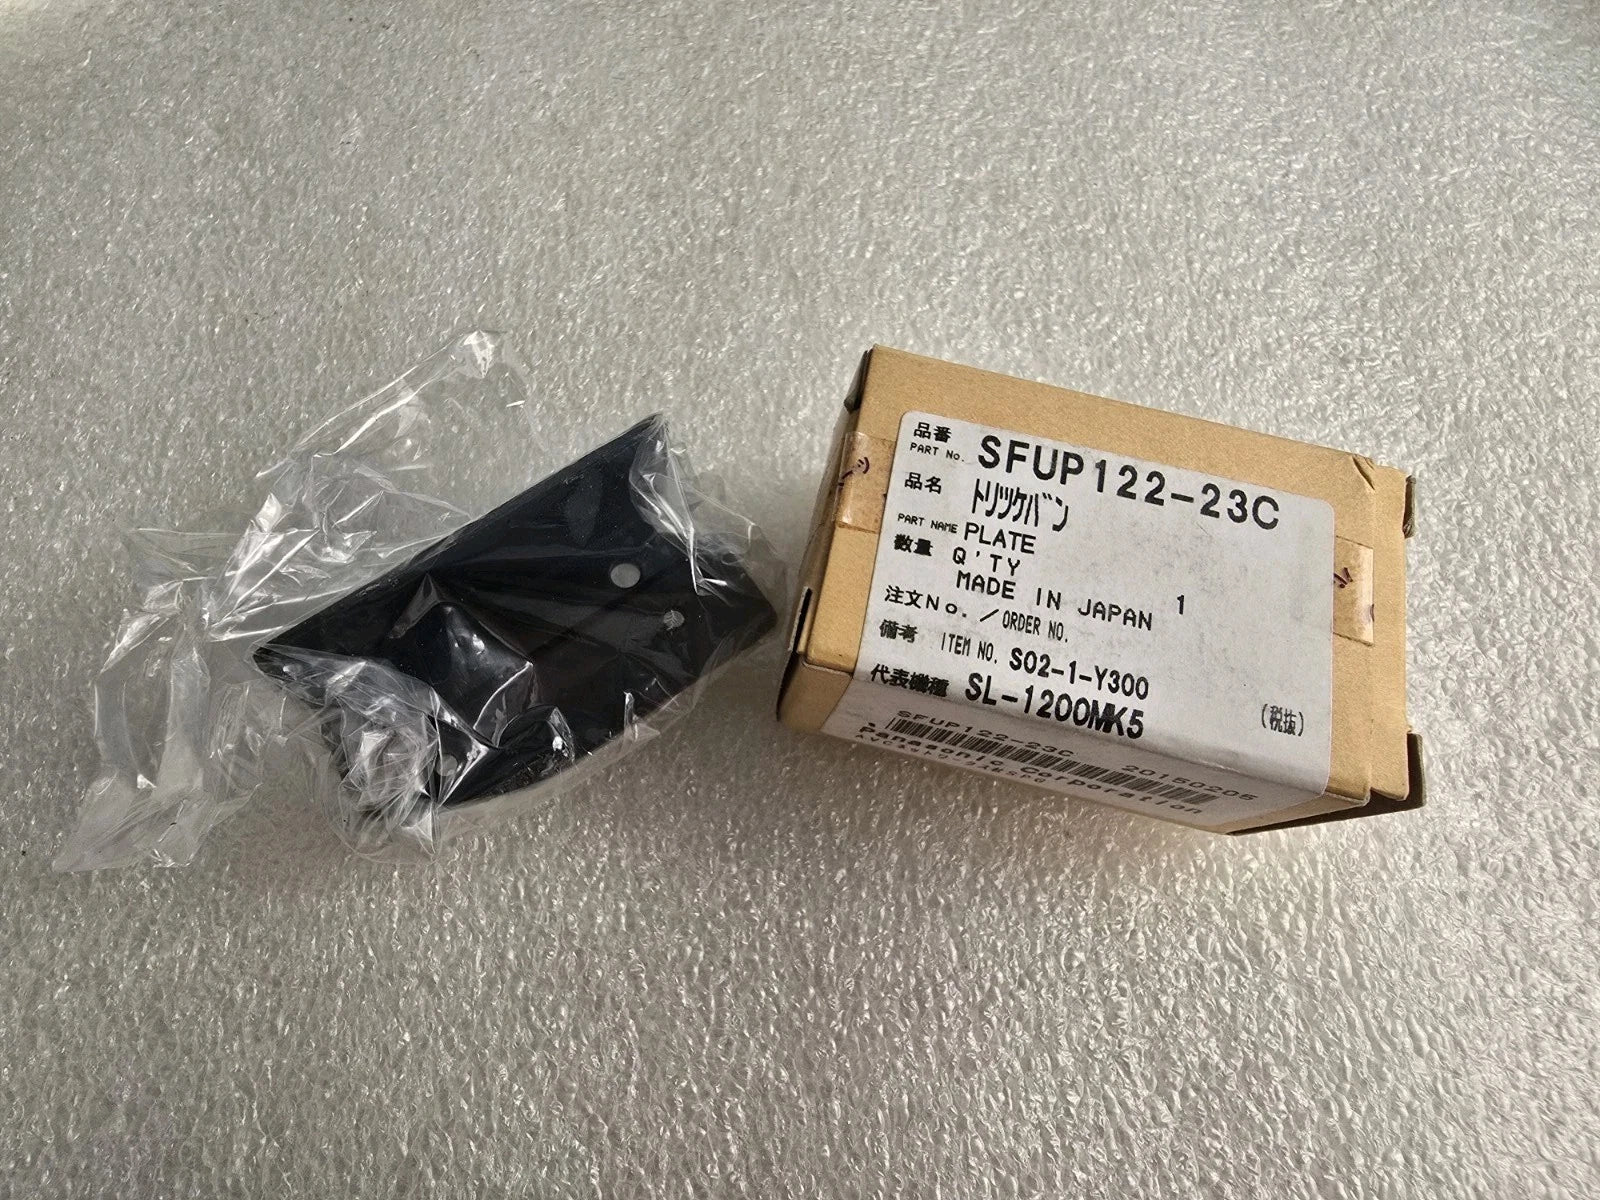 品番
PART No. SFUP122-23C
品名 トリツケバン
PART NAME PLATE
数量 Q'TY 1
MADE IN JAPAN
注文No./ORDER NO.
備考 ITEM NO. S02-1-Y300
代表機種 SL-1200MK5 (税抜)
SFUP122-23C 20150205
Panasonic Corporation